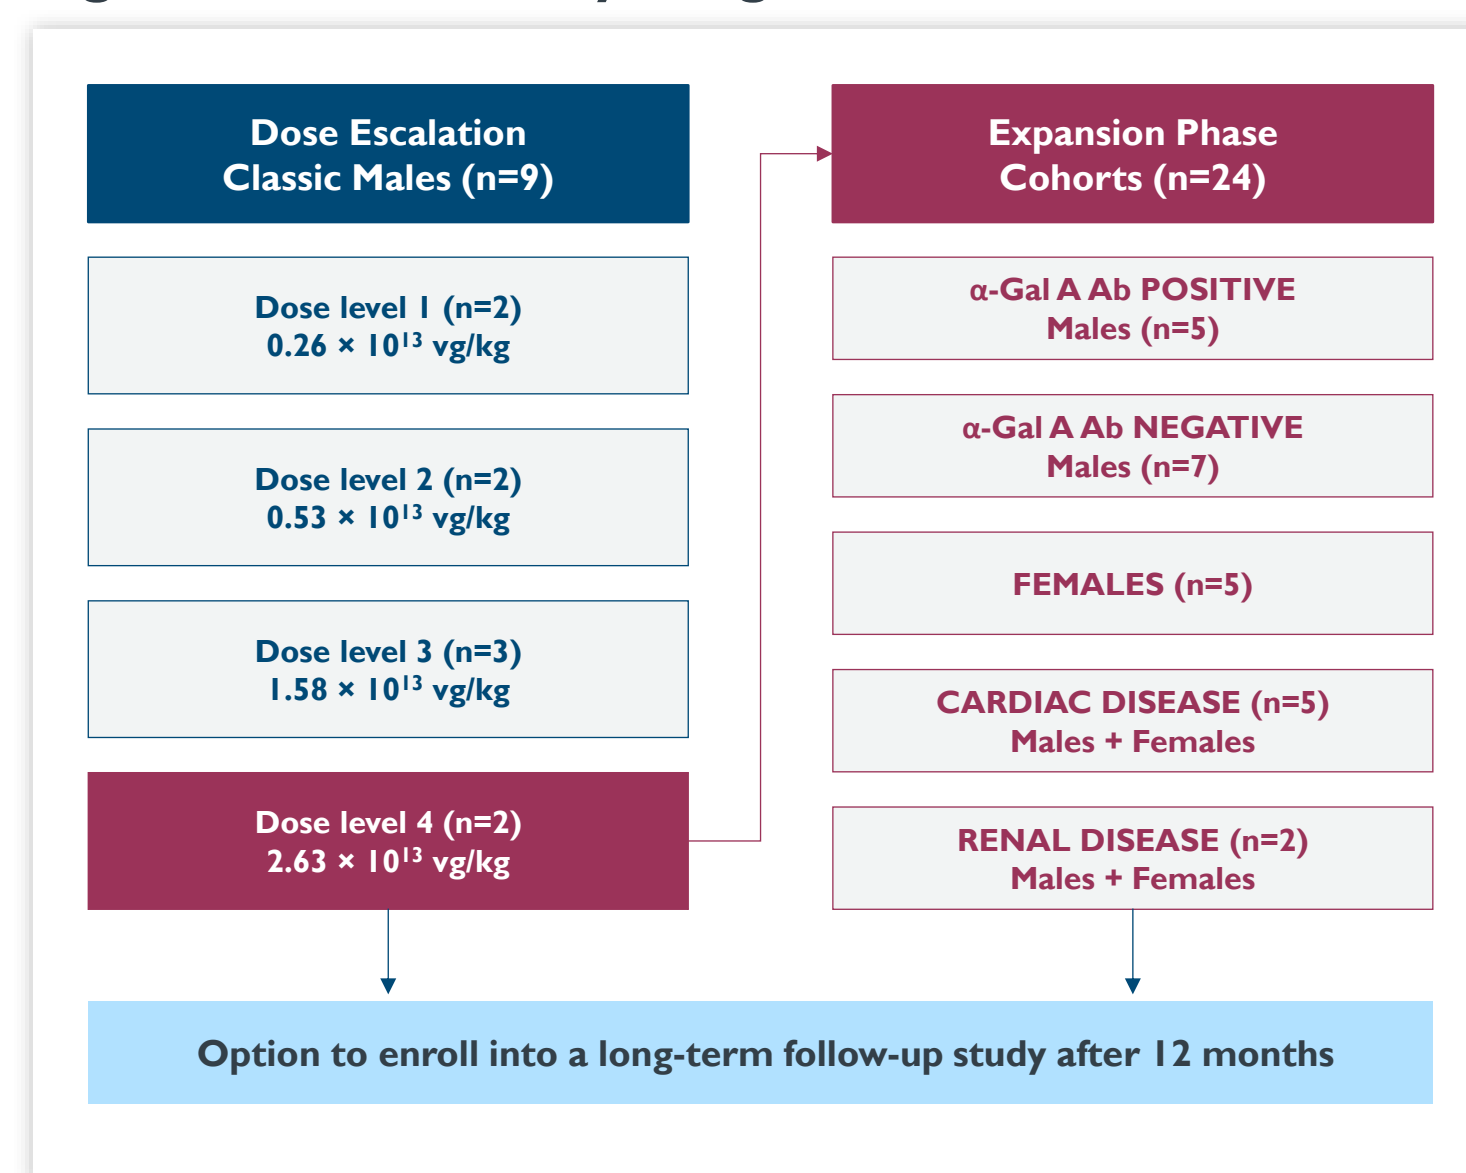 Dose Escalation
Classic Males (n=9)
Dose level 1 (n=2)
0.26 × 10¹³ vg/kg
Dose level 2 (n=2)
0.53 × 10¹³ vg/kg
Dose level 3 (n=3)
1.58 × 10¹³ vg/kg
Dose level 4 (n=2)
2.63 × 10¹³ vg/kg
Expansion Phase
Cohorts (n=24)
α-Gal A Ab POSITIVE
Males (n=5)
α-Gal A Ab NEGATIVE
Males (n=7)
FEMALES (n=5)
CARDIAC DISEASE (n=5)
Males + Females
RENAL DISEASE (n=2)
Males + Females
Option to enroll into a long-term follow-up study after 12 months